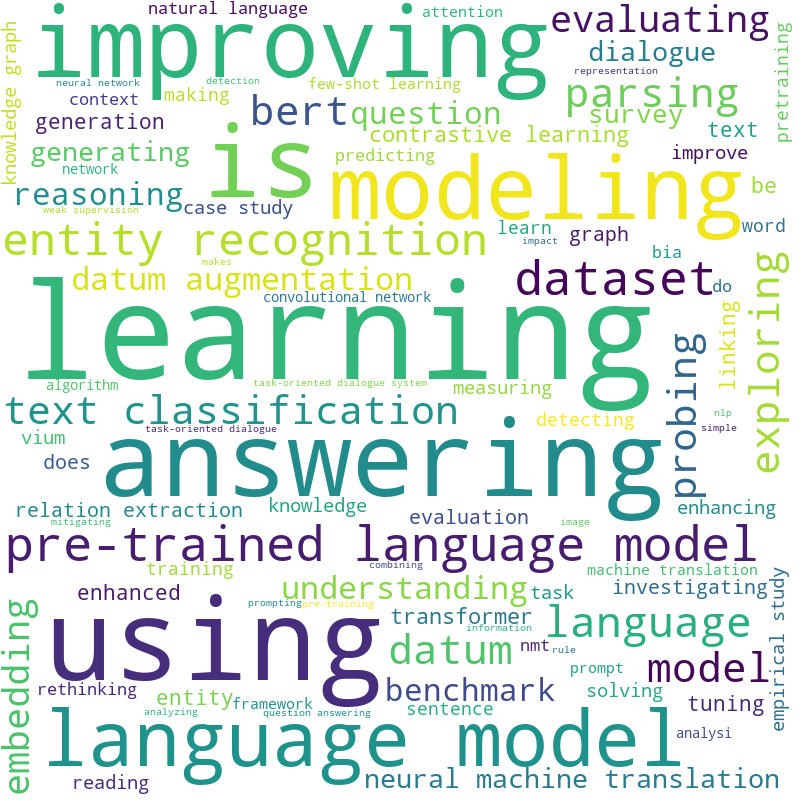 natural language
attention
improving
evaluating
knowledge graph
pretraining
dialogue
neural network
detection
few-shot learning
representation
context
making
bert
question
parsing
survey
generation
contrastive learning
text
generating
is
predicting
improve
network
modeling
reasoning
be
weak supervision
case study
learn
graph
word
entity recognition
impact
bia
makes
datum augmentation
dataset
do
exploring
convolutional network
learning
probing
linking
algorithm
task-oriented dialogue system
measuring
text classification
detecting
nlp
vium
task-oriented dialogue
simple
answering
does
relation extraction
knowledge
enhancing
mitigating
evaluation
image
pre-trained language model
combining
training
machine translation
understanding
investigating
empirical study
enhanced
task
embedding
using
prompting
pre-training
transformer
language
information
datum
nmt
rule
model
prompt
rethinking
benchmark
solving
entity
framework
tuning
analyzing
question answering
sentence
language model
analysi
reading
neural machine translation